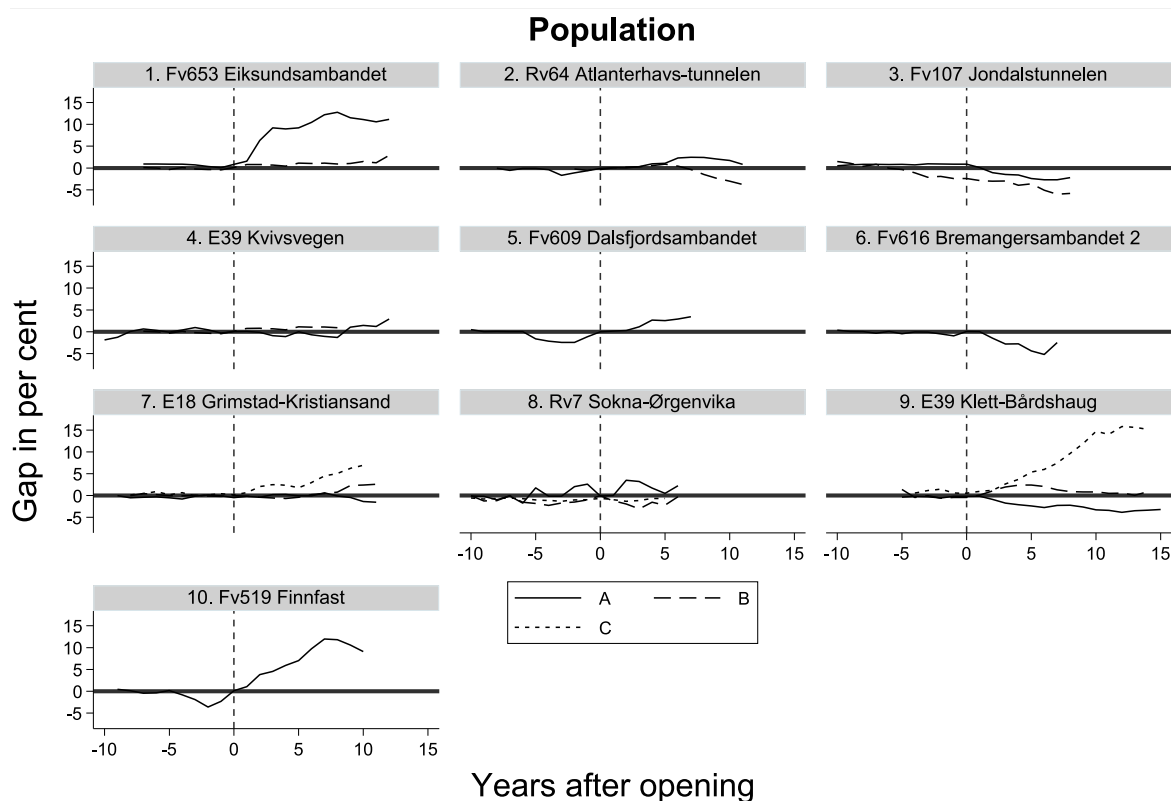 Population
1. Fv653 Eiksundsambandet
2. Rv64 Atlanterhavs-tunnelen
3. Fv107 Jondalstunnelen
15
10
5
0
-5
4. E39 Kvivsvegen
5. Fv609 Dalsfjordsambandet
6. Fv616 Bremangersambandet 2
15
10
5
0
-5
7. E18 Grimstad-Kristiansand
8. Rv7 Sokna-Ørgenvika
9. E39 Klett-Bårdshaug
15
10
5
0
-5
-10 -5 0 5 10 15
-10 -5 0 5 10 15
10. Fv519 Finnfast
15
10
5
0
-5
-10 -5 0 5 10 15
A
B
C
Gap in per cent
Years after opening